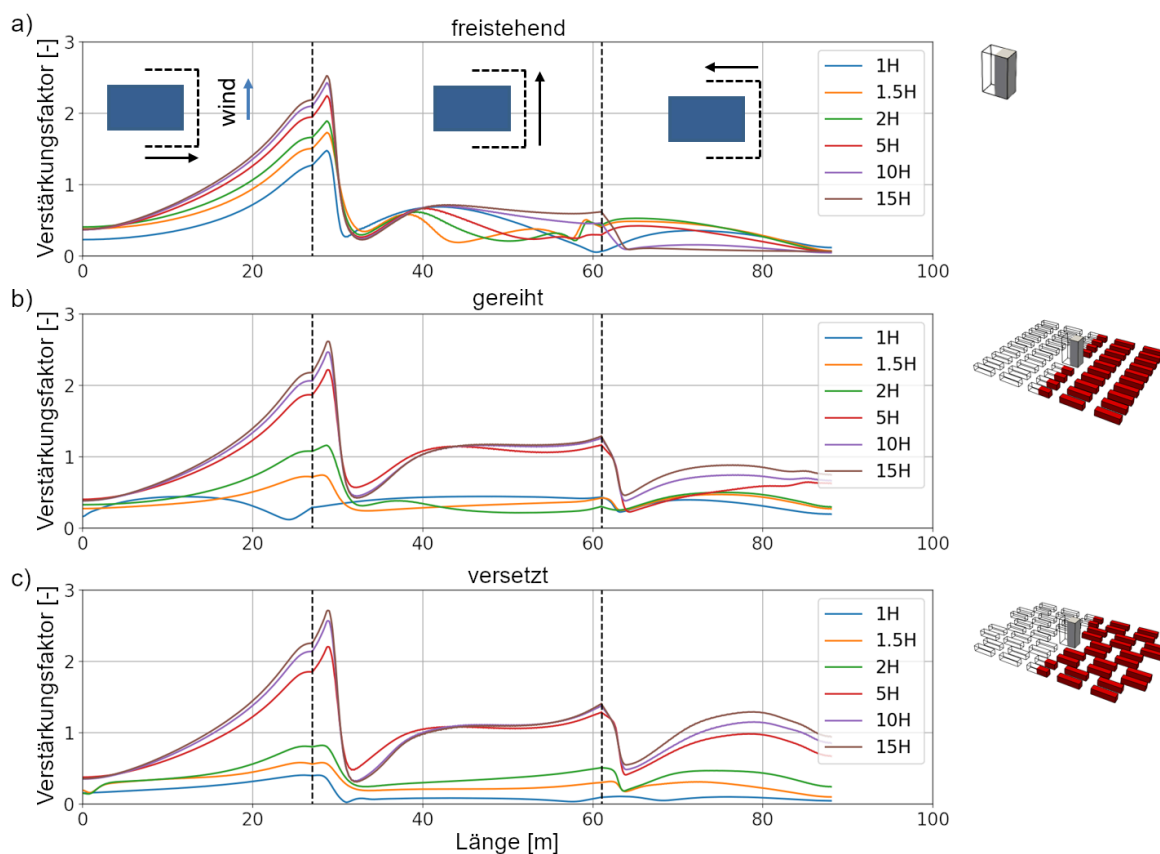 a)
freistehend
Verstärkungsfaktor [-]
3
2
1
0
wind
1H
1.5H
2H
5H
10H
15H
0 20 40 60 80 100
b)
gereiht
Verstärkungsfaktor [-]
3
2
1
0
1H
1.5H
2H
5H
10H
15H
0 20 40 60 80 100
c)
versetzt
Verstärkungsfaktor [-]
3
2
1
0
1H
1.5H
2H
5H
10H
15H
0 20 40 60 80 100
Länge [m]